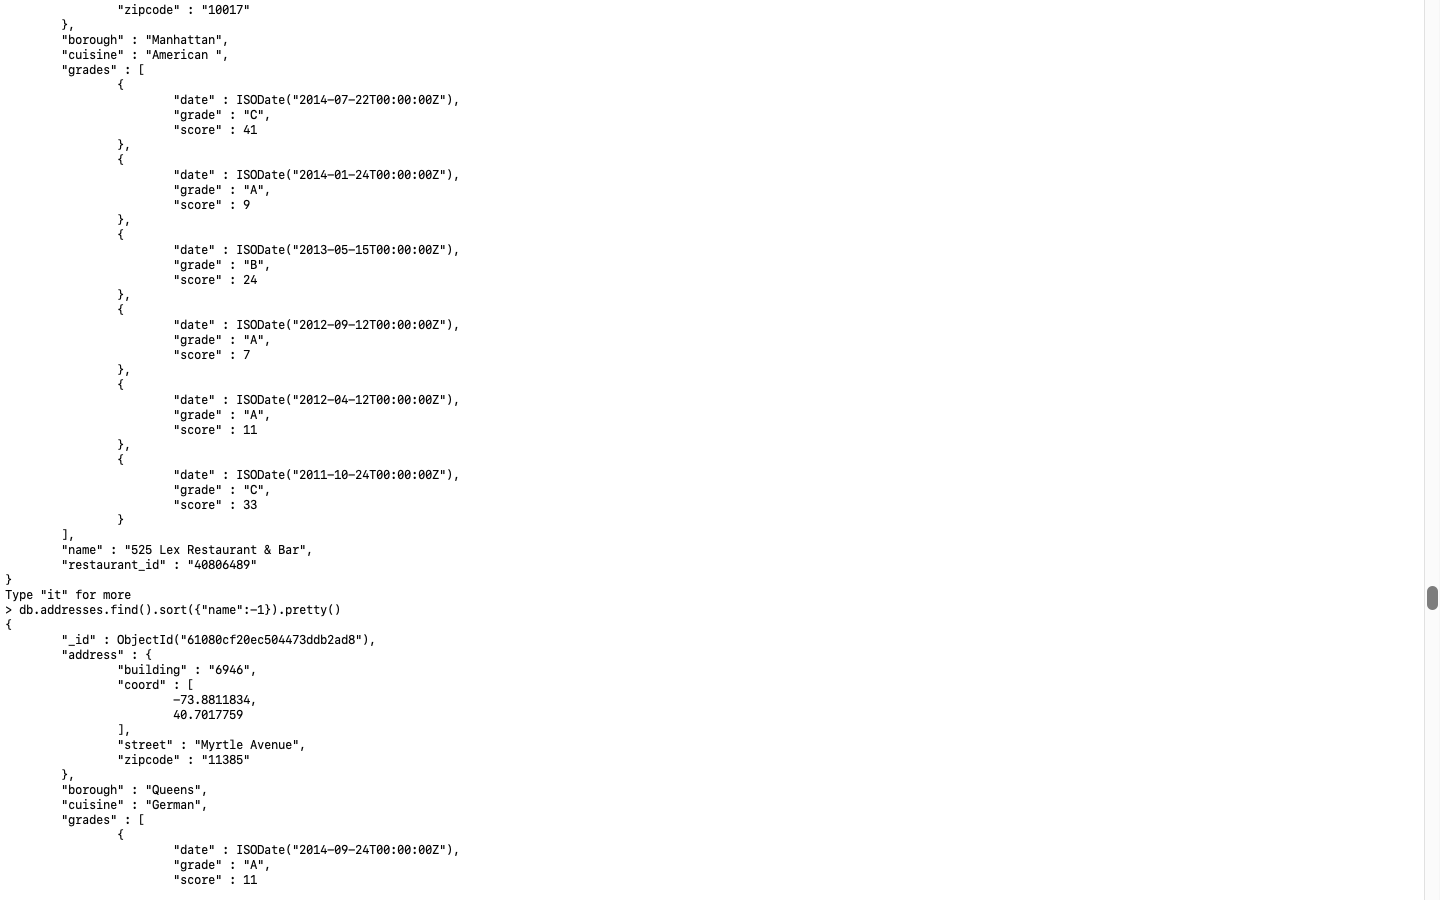 "zipcode" : "10017"
        },
        "borough" : "Manhattan",
        "cuisine" : "American ",
        "grades" : [
                {
                        "date" : ISODate("2014-07-22T00:00:00Z"),
                        "grade" : "C",
                        "score" : 41
                },
                {
                        "date" : ISODate("2014-01-24T00:00:00Z"),
                        "grade" : "A",
                        "score" : 9
                },
                {
                        "date" : ISODate("2013-05-15T00:00:00Z"),
                        "grade" : "B",
                        "score" : 24
                },
                {
                        "date" : ISODate("2012-09-12T00:00:00Z"),
                        "grade" : "A",
                        "score" : 7
                },
                {
                        "date" : ISODate("2012-04-12T00:00:00Z"),
                        "grade" : "A",
                        "score" : 11
                },
                {
                        "date" : ISODate("2011-10-24T00:00:00Z"),
                        "grade" : "C",
                        "score" : 33
                }
        ],
        "name" : "525 Lex Restaurant & Bar",
        "restaurant_id" : "40806489"
}
Type "it" for more
> db.addresses.find().sort({"name":-1}).pretty()
{
        "_id" : ObjectId("61080cf20ec504473ddb2ad8"),
        "address" : {
                "building" : "6946",
                "coord" : [
                        -73.8811834,
                        40.7017759
                ],
                "street" : "Myrtle Avenue",
                "zipcode" : "11385"
        },
        "borough" : "Queens",
        "cuisine" : "German",
        "grades" : [
                {
                        "date" : ISODate("2014-09-24T00:00:00Z"),
                        "grade" : "A",
                        "score" : 11